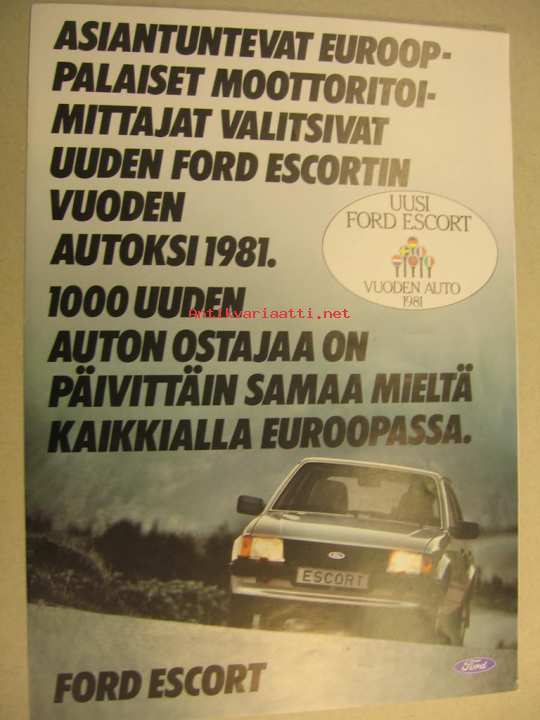 ASIANTUNTEVAT EUROOP-
PALAISET MOOTTORITOI-
MITTAJAT VALITSIVAT
UUDEN FORD ESCORTIN
VUODEN
AUTOKSI 1981.
UUSI
FORD ESCORT
VUODEN AUTO
1981
1000 UUDEN
Antikvariaatti.net
AUTON OSTAJAA ON
PÄIVITTÄIN SAMAA MIELTÄ
KAIKKIALLA EUROOPASSA.
ESCORT
FORD ESCORT
Ford